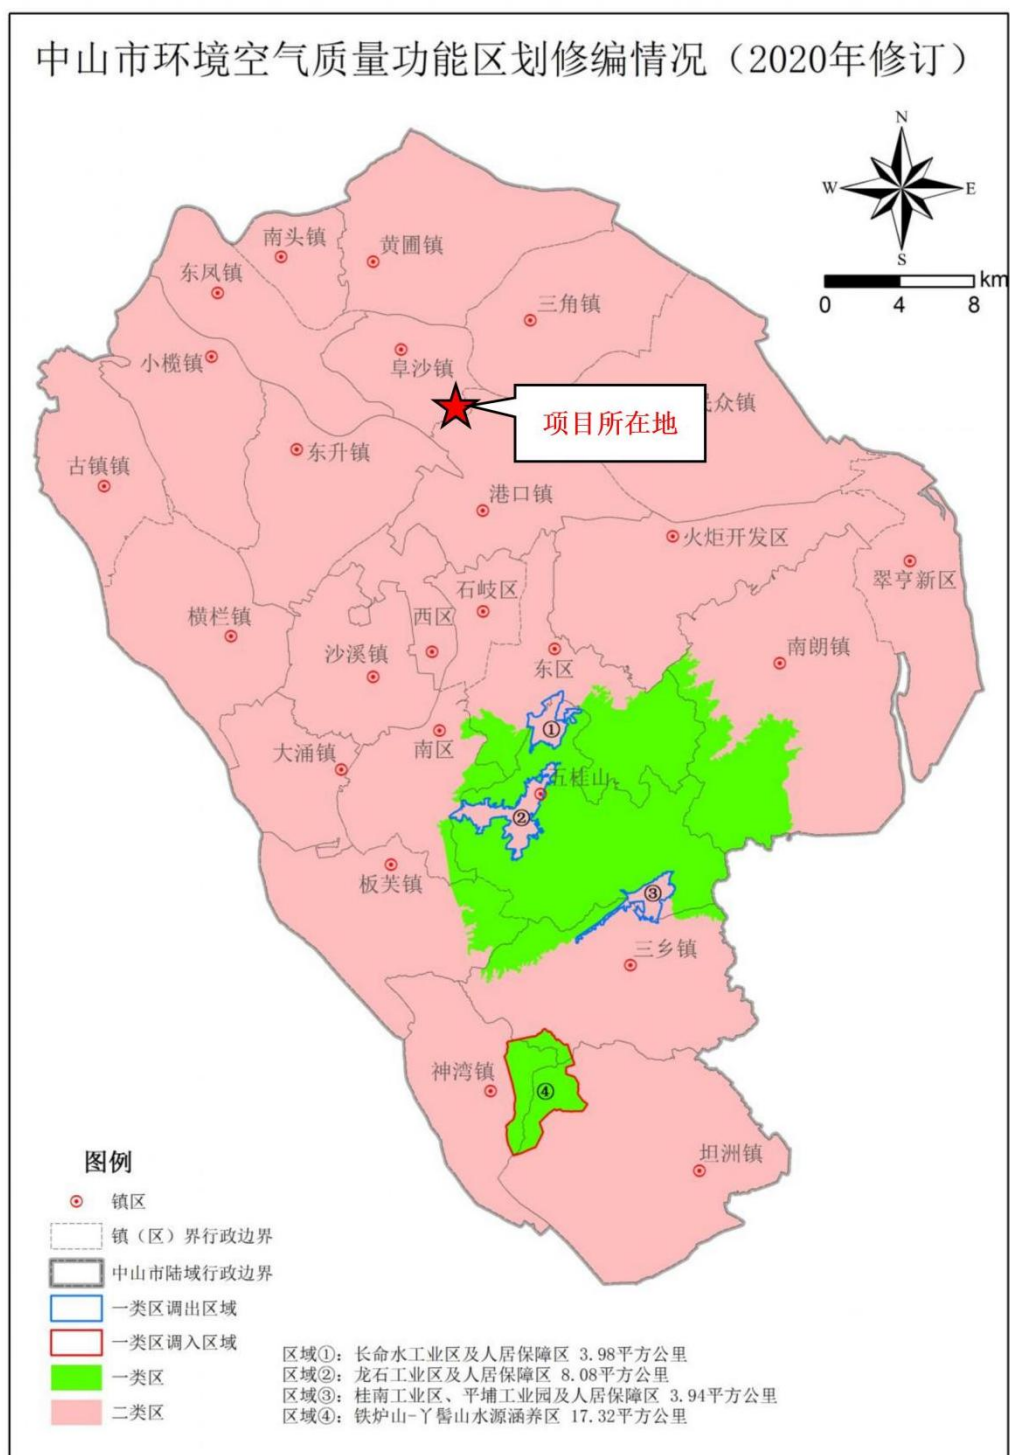 中山市环境空气质量功能区划修编情况（2020年修订）
N
W
E
S
km
0 4 8
南头镇
黄圃镇
东凤镇
三角镇
小榄镇
阜沙镇
众镇
项目所在地
东升镇
古镇镇
港口镇
火炬开发区
翠亨新区
石岐区
西区
横栏镇
沙溪镇
东区
南朗镇
①
南区
大涌镇
五桂山
②
板芙镇
③
三乡镇
神湾镇
④
坦洲镇
图例
镇区
镇（区）界行政边界
中山市陆域行政边界
一类区调出区域
一类区调入区域
一类区
二类区
区域①：长命水工业区及人居保障区 3.98平方公里
区域②：龙石工业区及人居保障区 8.08平方公里
区域③：桂南工业区、平埔工业园及人居保障区 3.94平方公里
区域④：铁炉山-丫髻山水源涵养区 17.32平方公里